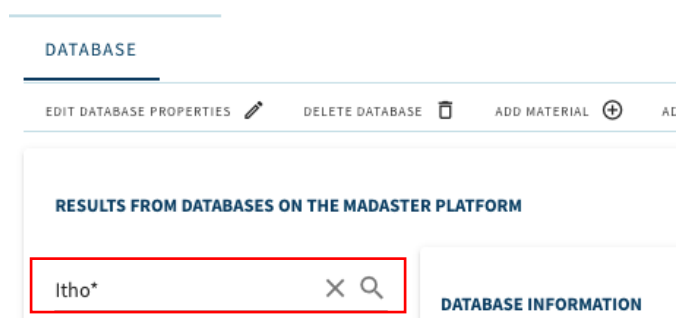 DATABASE
EDIT DATABASE PROPERTIES DELETE DATABASE ADD MATERIAL
RESULTS FROM DATABASES ON THE MADASTER PLATFORM
Itho*
DATABASE INFORMATION